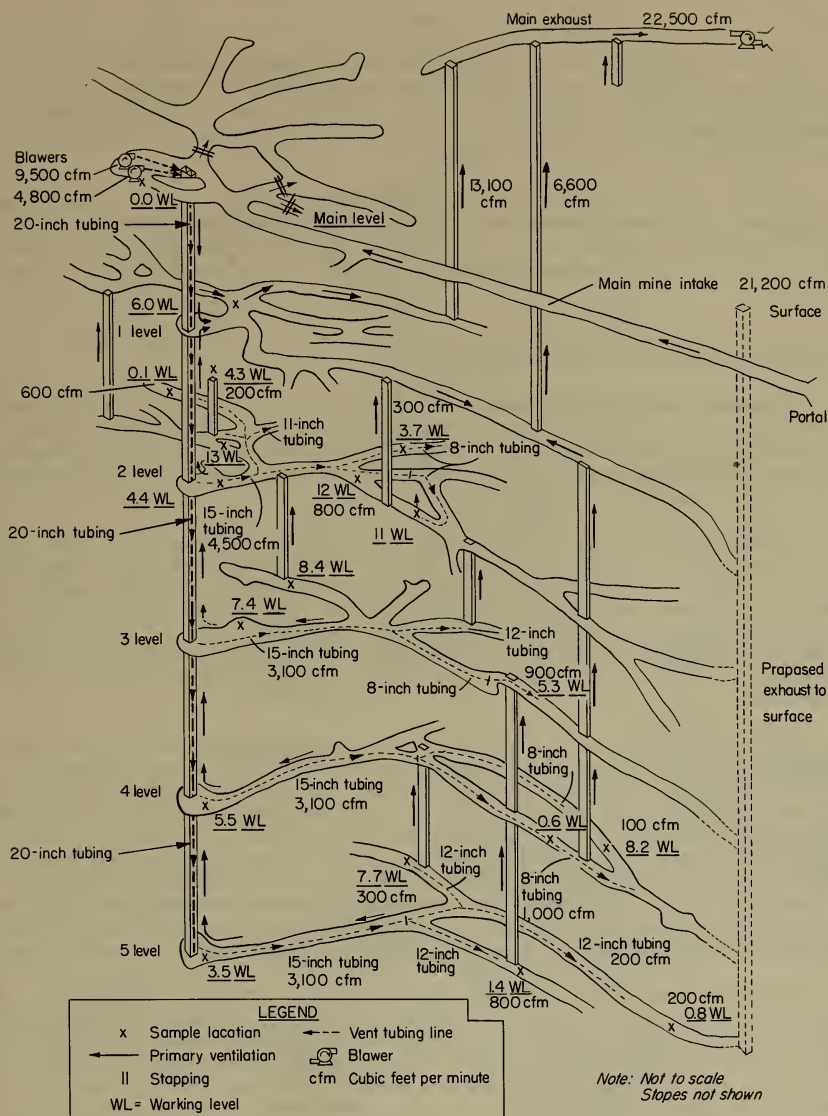 Main exhaust
22,500 cfm
Blawers
9,500 cfm
4,800 cfm
0.0 WL
20-inch tubing
Main level
13,100
cfm
6,600
cfm
Main mine intake
21,200 cfm
Surface
6.0 WL
1 level
Portal
0.1 WL
600 cfm
4.3 WL
200 cfm
11-inch
tubing
300 cfm
3.7 WL
8-inch tubing
13 WL
2 level
4.4 WL
12 WL
800 cfm
15-inch
tubing
4,500 cfm
11 WL
20-inch tubing
8.4 WL
7.4 WL
3 level
15-inch tubing
3,100 cfm
12-inch
tubing
8-inch tubing
900 cfm
5.3 WL
Prapased
exhaust to
surface
8-inch
tubing
4 level
15-inch tubing
3,100 cfm
5.5 WL
0.6 WL
100 cfm
8.2 WL
20-inch tubing
12-inch
tubing
7.7 WL
300 cfm
8-inch
tubing
1,000 cfm
5 level
3.5 WL
15-inch tubing
3,100 cfm
12-inch
tubing
12-inch tubing
200 cfm
1.4 WL
800 cfm
200 cfm
0.8 WL
LEGEND
x Sample lacatian
Vent tubing line
Primary ventilatian
Blawer
|| Stapping
cfm Cubic feet per minute
WL= Warking level
Note: Not to scale
Stopes not shown